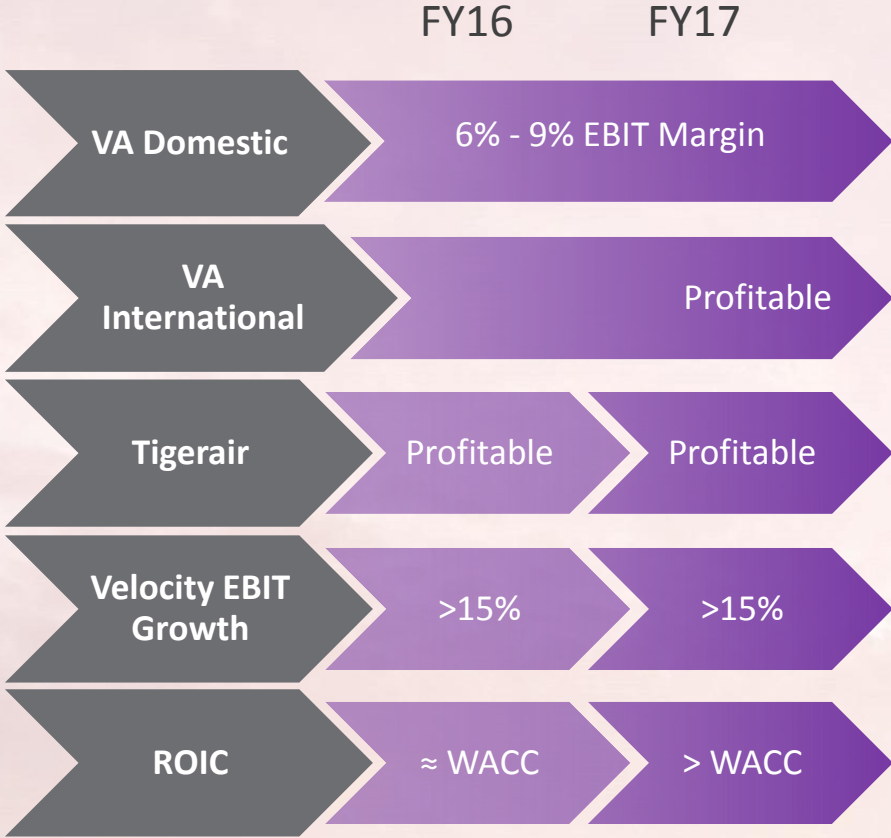 FY16 FY17
VA Domestic
6% - 9% EBIT Margin
VA
International
Profitable
Tigerair
Profitable
Profitable
Velocity EBIT
Growth
>15%
>15%
ROIC
≈ WACC
> WACC